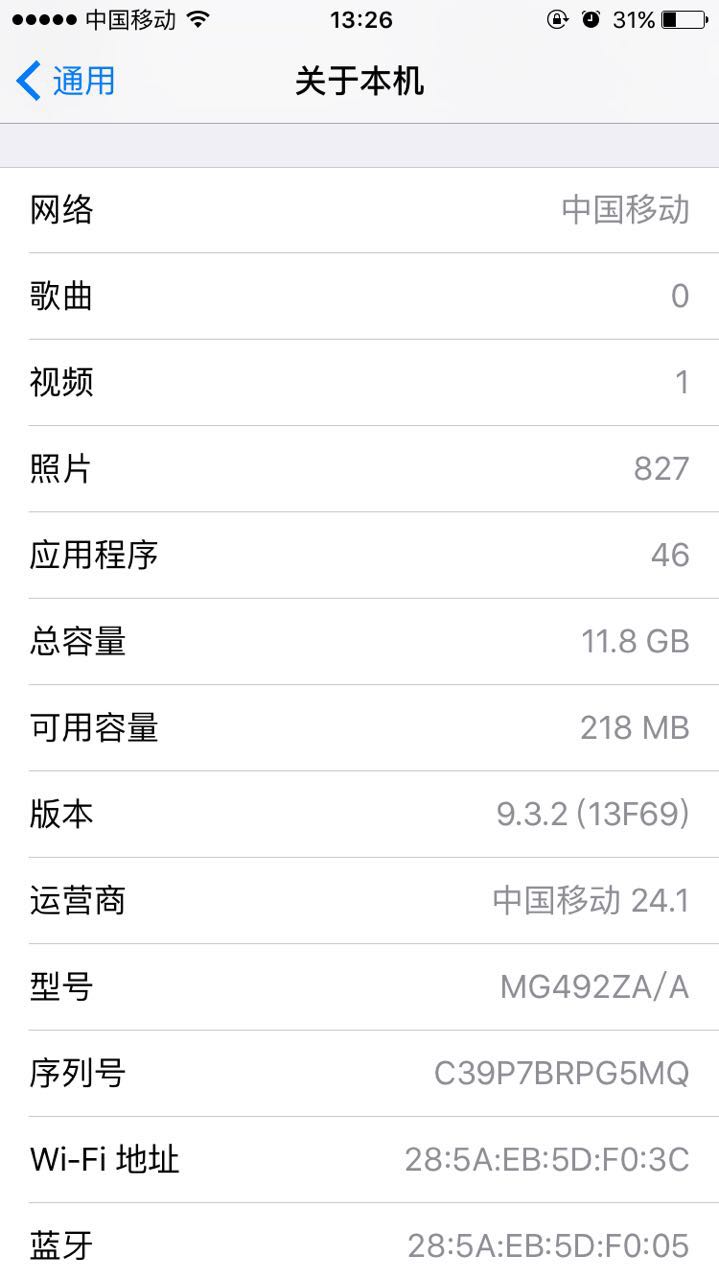 中国移动 13:26 31%
通用 关于本机
网络 中国移动
歌曲 0
视频 1
照片 827
应用程序 46
总容量 11.8 GB
可用容量 218 MB
版本 9.3.2 (13F69)
运营商 中国移动 24.1
型号 MG492ZA/A
序列号 C39P7BRPG5MQ
Wi-Fi 地址 28:5A:EB:5D:F0:3C
蓝牙 28:5A:EB:5D:F0:05